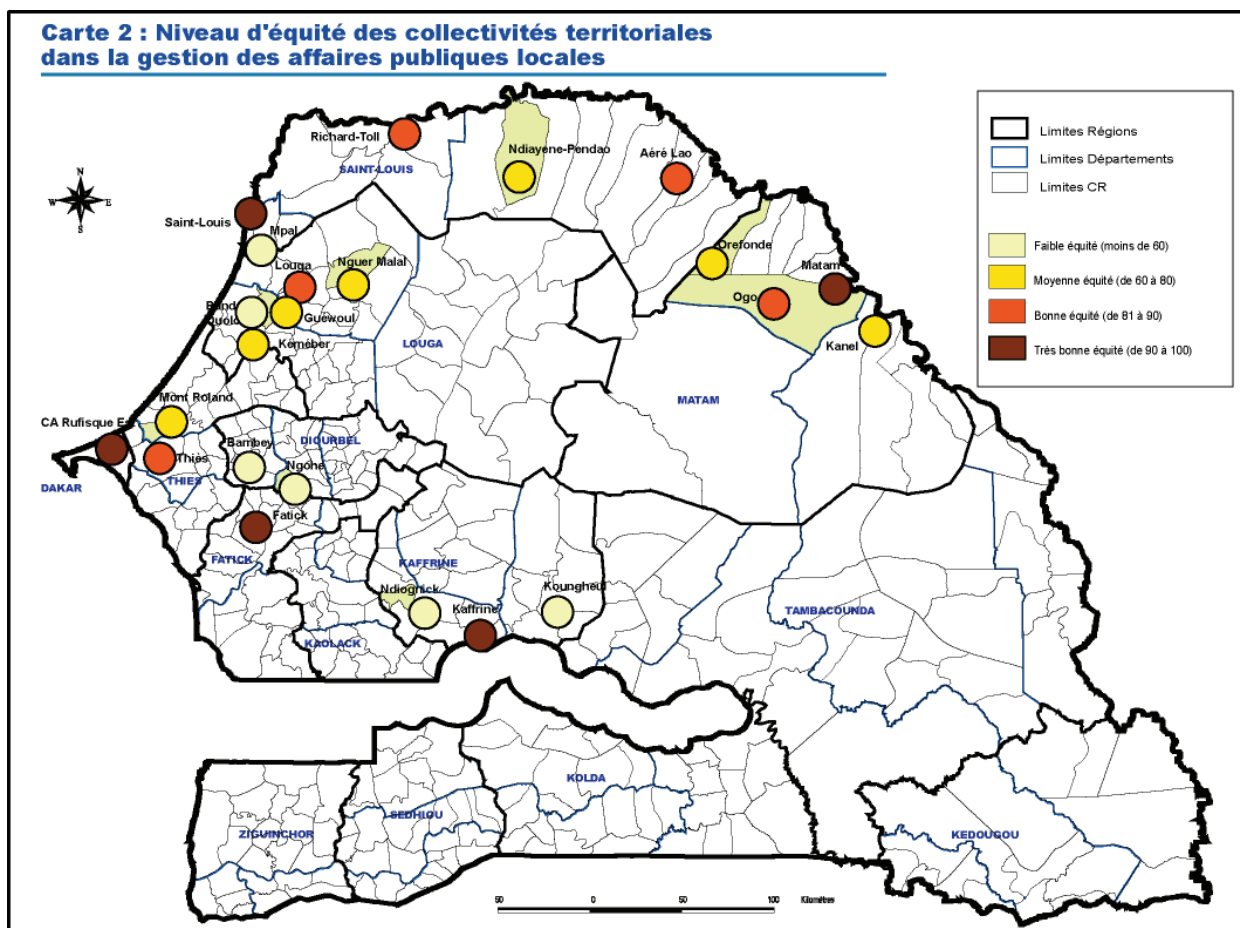 Carte 2 : Niveau d'équité des collectivités territoriales
dans la gestion des affaires publiques locales
Limites Régions
Limites Départements
Limites CR
Faible équité (moins de 60)
Moyenne équité (de 60 à 80)
Bonne équité (de 81 à 90)
Très bonne équité (de 90 à 100)
N
W
E
S
Richard-Toll
SAINT-LOUIS
Ndiayene-Pendao
Aéré Lao
Saint-Louis
Mpal
Louga
Nguer Malal
Orefonde
Matam
Ogo
Guéwoul
Kanel
Kéméber
LOUGA
MATAM
Mont Roland
CA Rufisque Est
Thiès
Bambey
DIOURBEL
Ngohe
DAKAR
THIES
Fatick
FATICK
KAFFRINE
Ndiognick
Koungheul
Kaffrine
KAOLACK
TAMBACOUNDA
KOLDA
SEDHIOU
ZIGUINCHOR
KEDOUGOU
50 0 50 100
Kilomètres